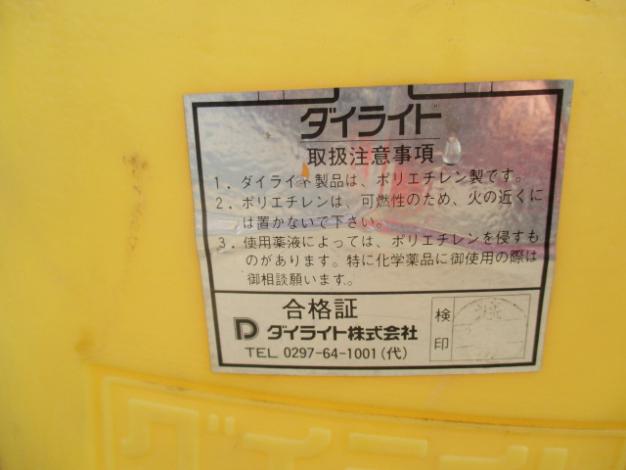 ダイライト
取扱注意事項
1．ダイライト製品は、ポリエチレン製です。
2．ポリエチレンは、可燃性のため、火の近くに
は置かないで下さい。
3．使用薬液によっては、ポリエチレンを侵すも
のがあります。特に化学薬品に御使用の際は
御相談願います。
合格証
検印
D ダイライト株式会社
TEL 0297-64-1001(代)
ダイライ